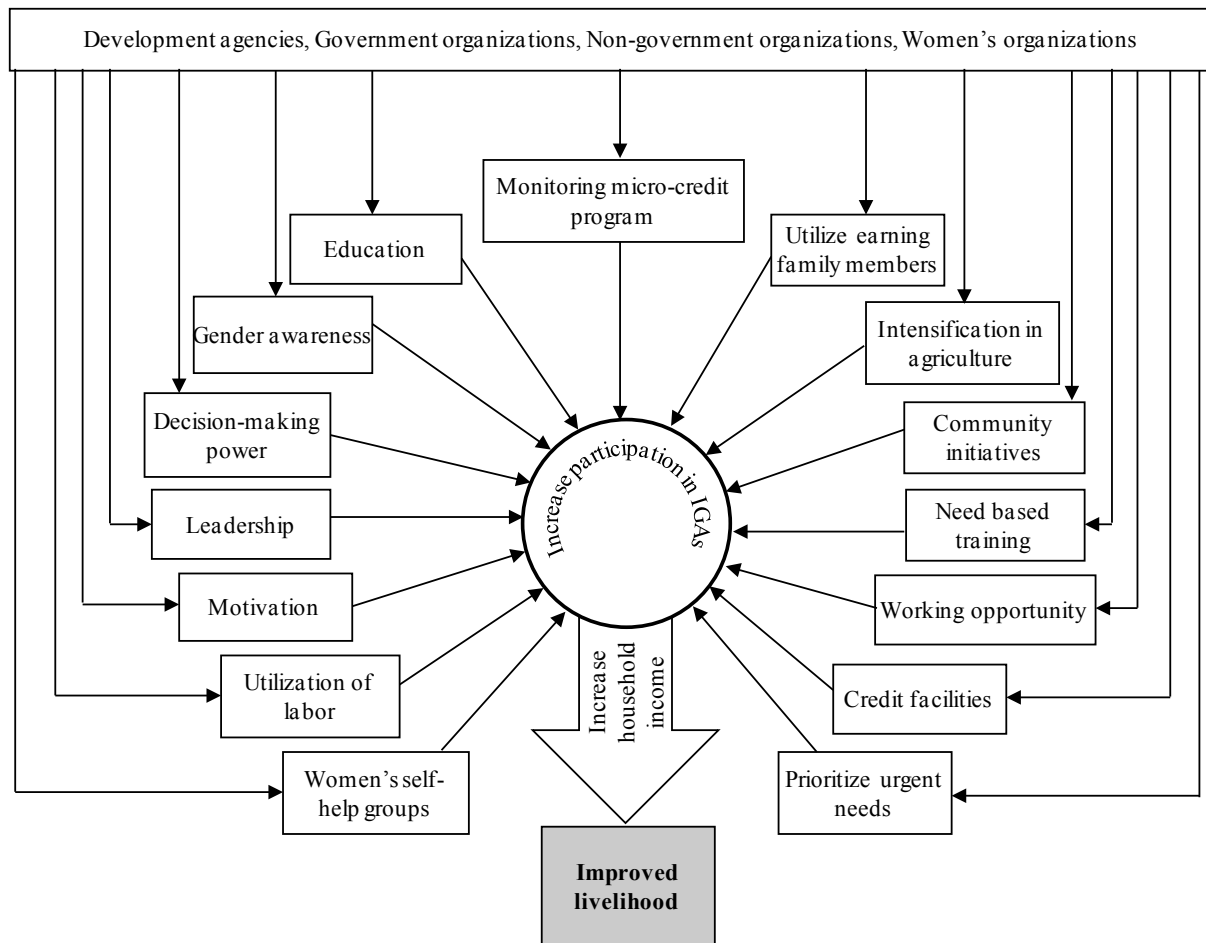 Development agencies, Government organizations, Non-government organizations, Women's organizations
Monitoring micro-credit
program
Education
Utilize earning
family members
Gender awareness
Intensification in
agriculture
Decision-making
power
Community
initiatives
Increase participation in IGAs
Leadership
Need based
training
Motivation
Working opportunity
Utilization of
labor
Increase
household
income
Credit facilities
Women's self-
help groups
Prioritize urgent
needs
Improved
livelihood